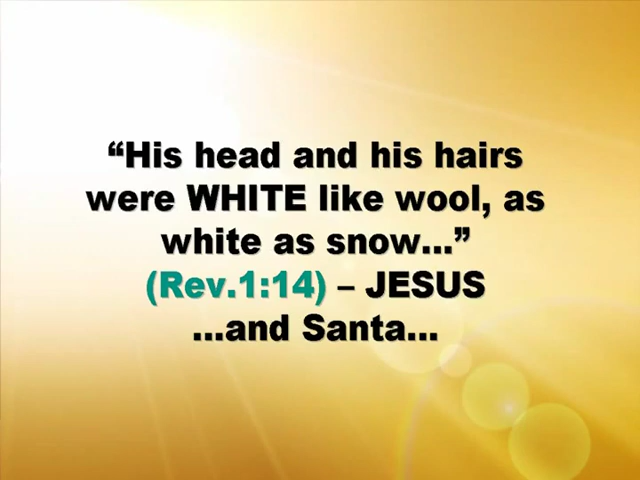 “His head and his hairs
were WHITE like wool, as
white as snow...”
(Rev.1:14) – JESUS
...and Santa...